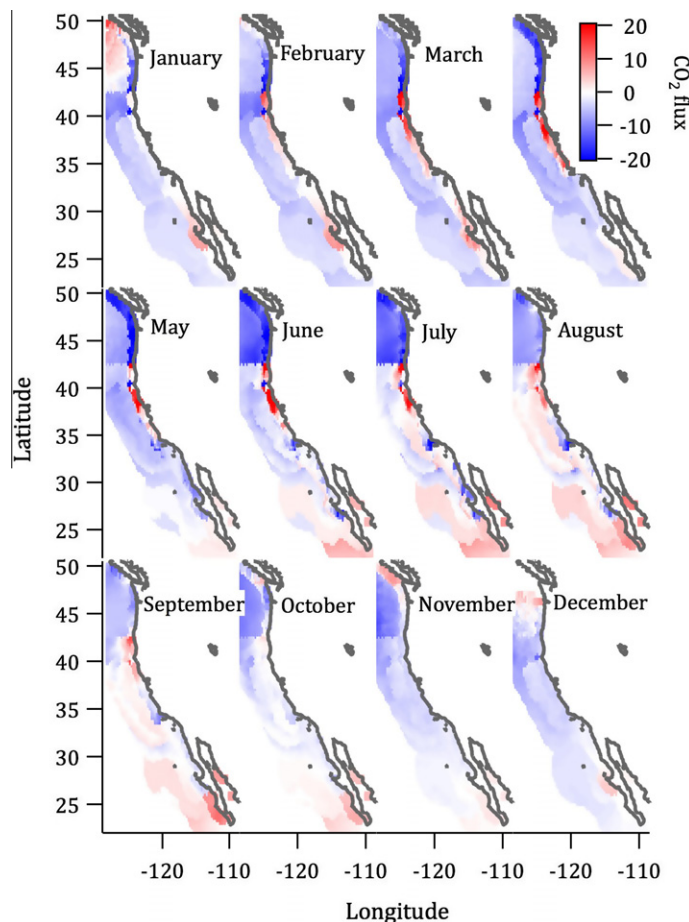 50
45
40
35
30
25
January
February
March
20
10
0
-10
-20
CO2 flux
50
45
40
35
30
25
May
June
July
August
Latitude
50
45
40
35
30
25
September
October
November
December
-120 -110
-120 -110
-120 -110
-120 -110
Longitude